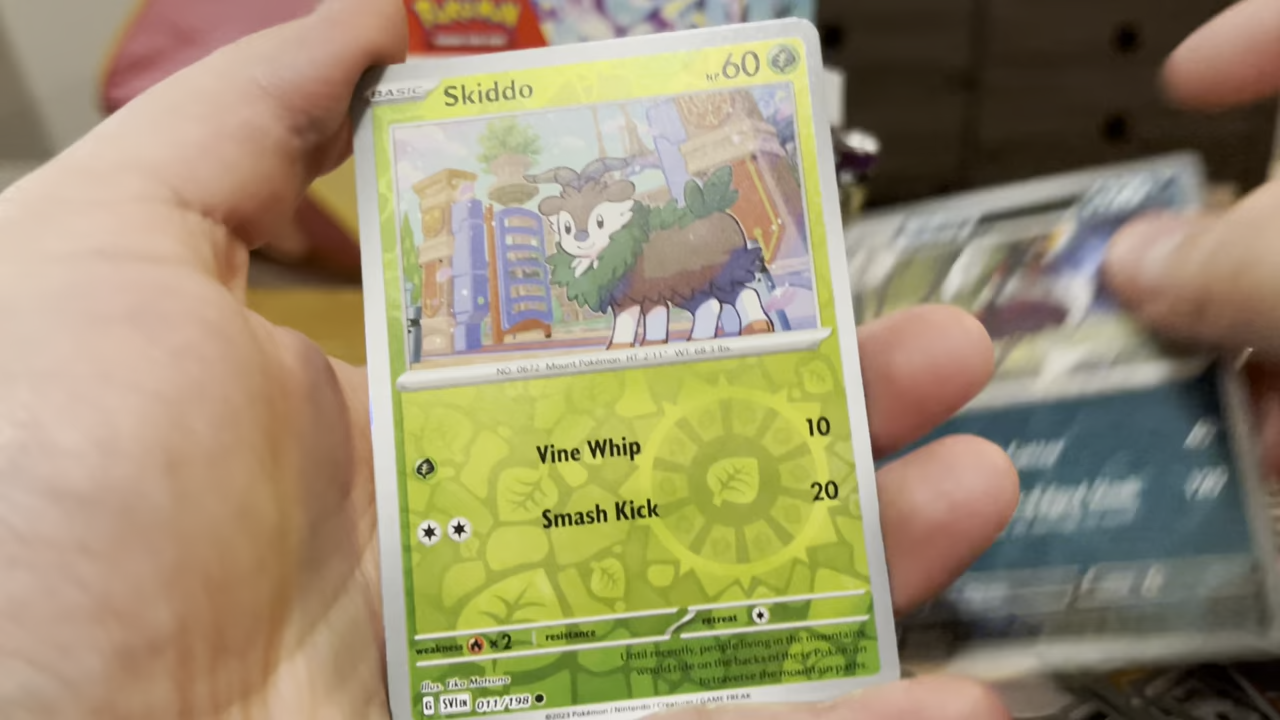 Pokémon
BASIC Skiddo HP 60
NO. 0672 Mount Pokémon HT: 2'11" WT: 68.3 lbs.
Vine Whip 10
Smash Kick 20
weakness ×2 resistance retreat
Until recently, people living in the mountains
would ride on the backs of these Pokémon
to traverse the mountain paths.
Illus. Tika Matsuno
G SVI EN 011/198
©2023 Pokémon / Nintendo / Creatures / GAME FREAK